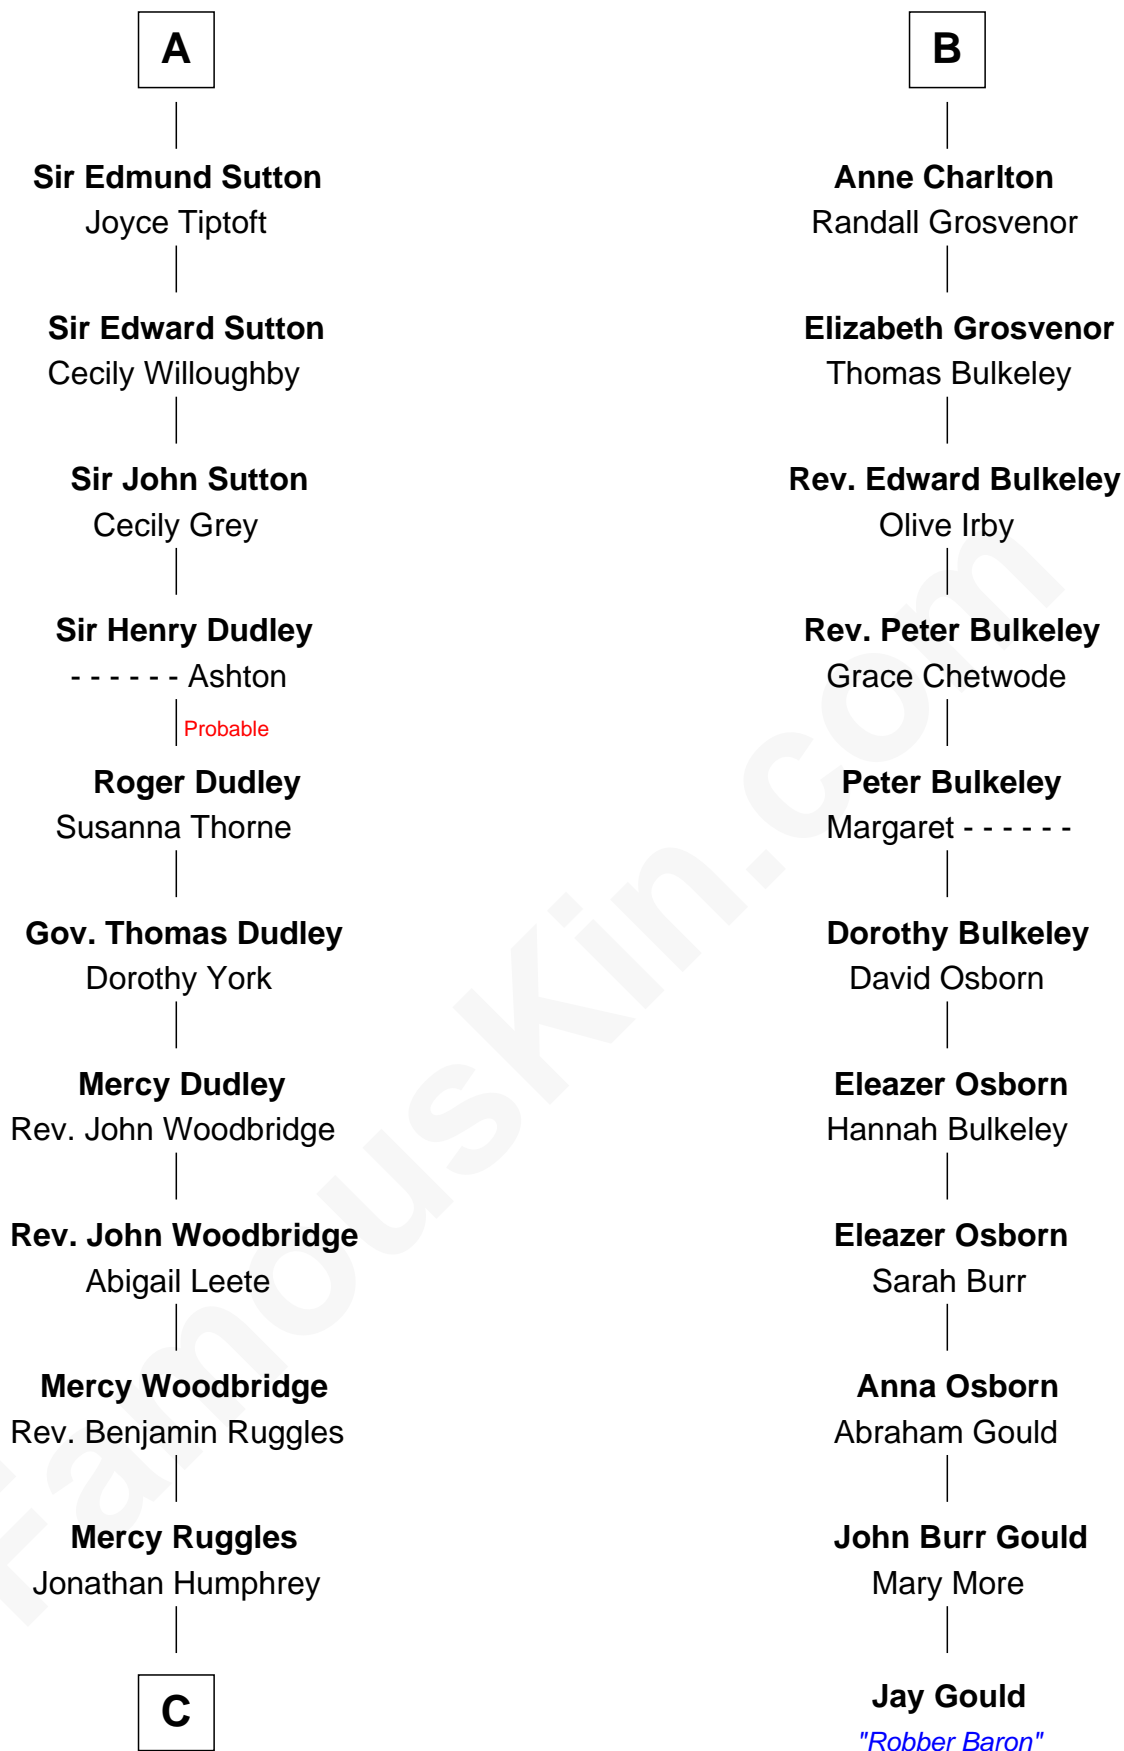 A
Sir Edmund Sutton
Joyce Tiptoft
Sir Edward Sutton
Cecily Willoughby
Sir John Sutton
Cecily Grey
Sir Henry Dudley
- - - - - - Ashton
Probable
Roger Dudley
Susanna Thorne
Gov. Thomas Dudley
Dorothy York
Mercy Dudley
Rev. John Woodbridge
Rev. John Woodbridge
Abigail Leete
Mercy Woodbridge
Rev. Benjamin Ruggles
Mercy Ruggles
Jonathan Humphrey
C
B
Anne Charlton
Randall Grosvenor
Elizabeth Grosvenor
Thomas Bulkeley
Rev. Edward Bulkeley
Olive Irby
Rev. Peter Bulkeley
Grace Chetwode
Peter Bulkeley
Margaret - - - - - -
Dorothy Bulkeley
David Osborn
Eleazer Osborn
Hannah Bulkeley
Eleazer Osborn
Sarah Burr
Anna Osborn
Abraham Gould
John Burr Gould
Mary More
Jay Gould
"Robber Baron"
FamousKin.com